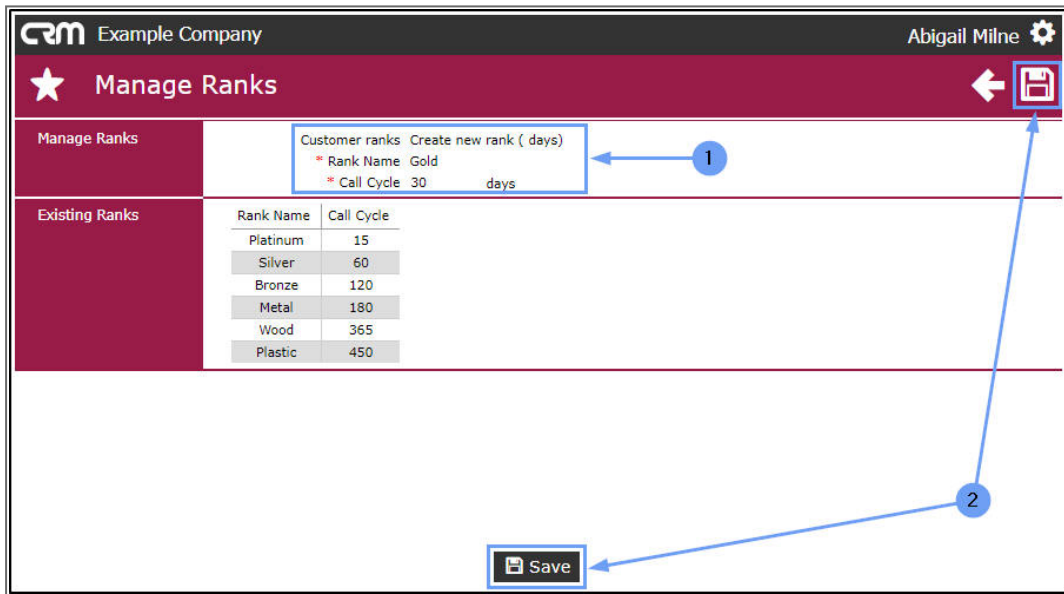 CRM Example Company
Abigail Milne
Manage Ranks
Manage Ranks
Customer ranks Create new rank ( days)
* Rank Name Gold
* Call Cycle 30 days
1
Existing Ranks
Rank Name Call Cycle
Platinum 15
Silver 60
Bronze 120
Metal 180
Wood 365
Plastic 450
2
Save